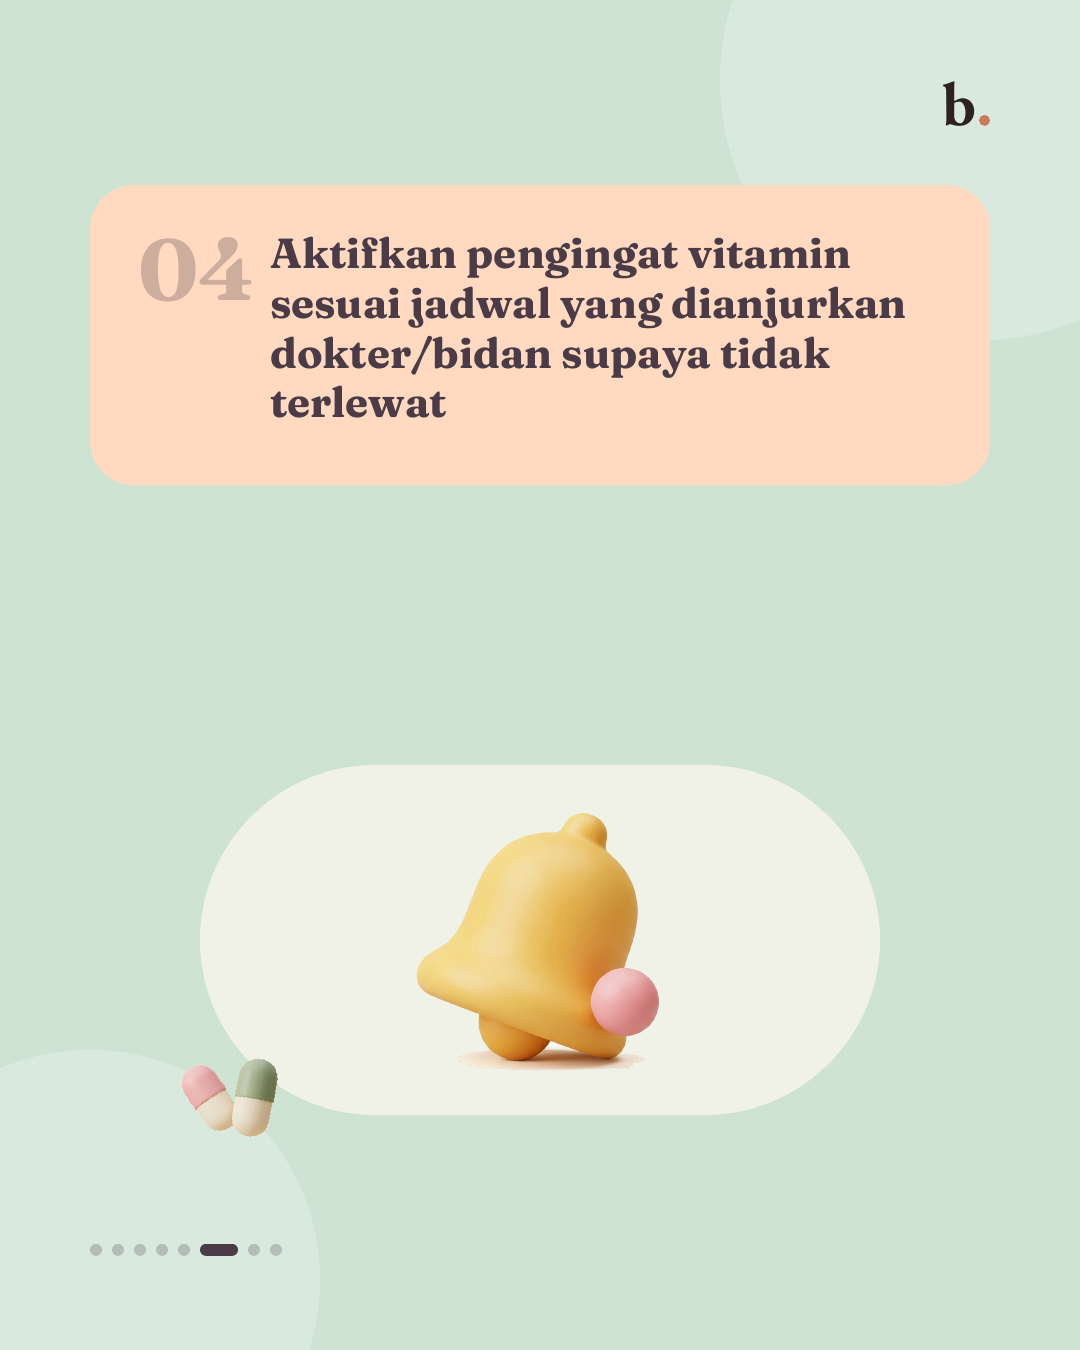 b.
04
Aktifkan pengingat vitamin
sesuai jadwal yang dianjurkan
dokter/bidan supaya tidak
terlewat